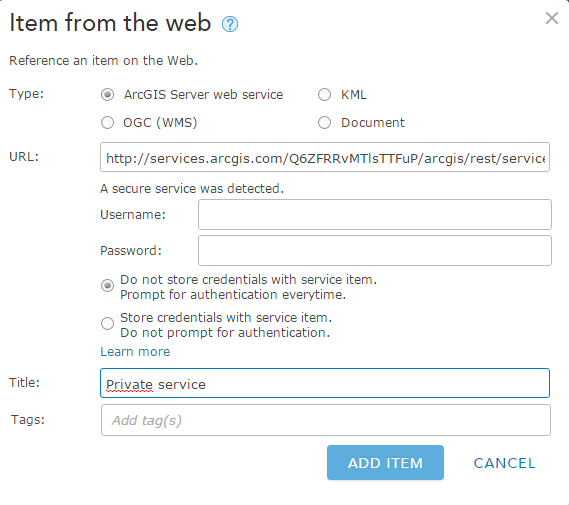 Item from the web ?
Reference an item on the Web.
Type: ArcGIS Server web service KML
OGC (WMS) Document
URL: http://services.arcgis.com/Q6ZFRRvMTlsTTFuP/arcgis/rest/service
A secure service was detected.
Username:
Password:
Do not store credentials with service item.
Prompt for authentication everytime.
Store credentials with service item.
Do not prompt for authentication.
Learn more
Title: Private service
Tags: Add tag(s)
ADD ITEM CANCEL